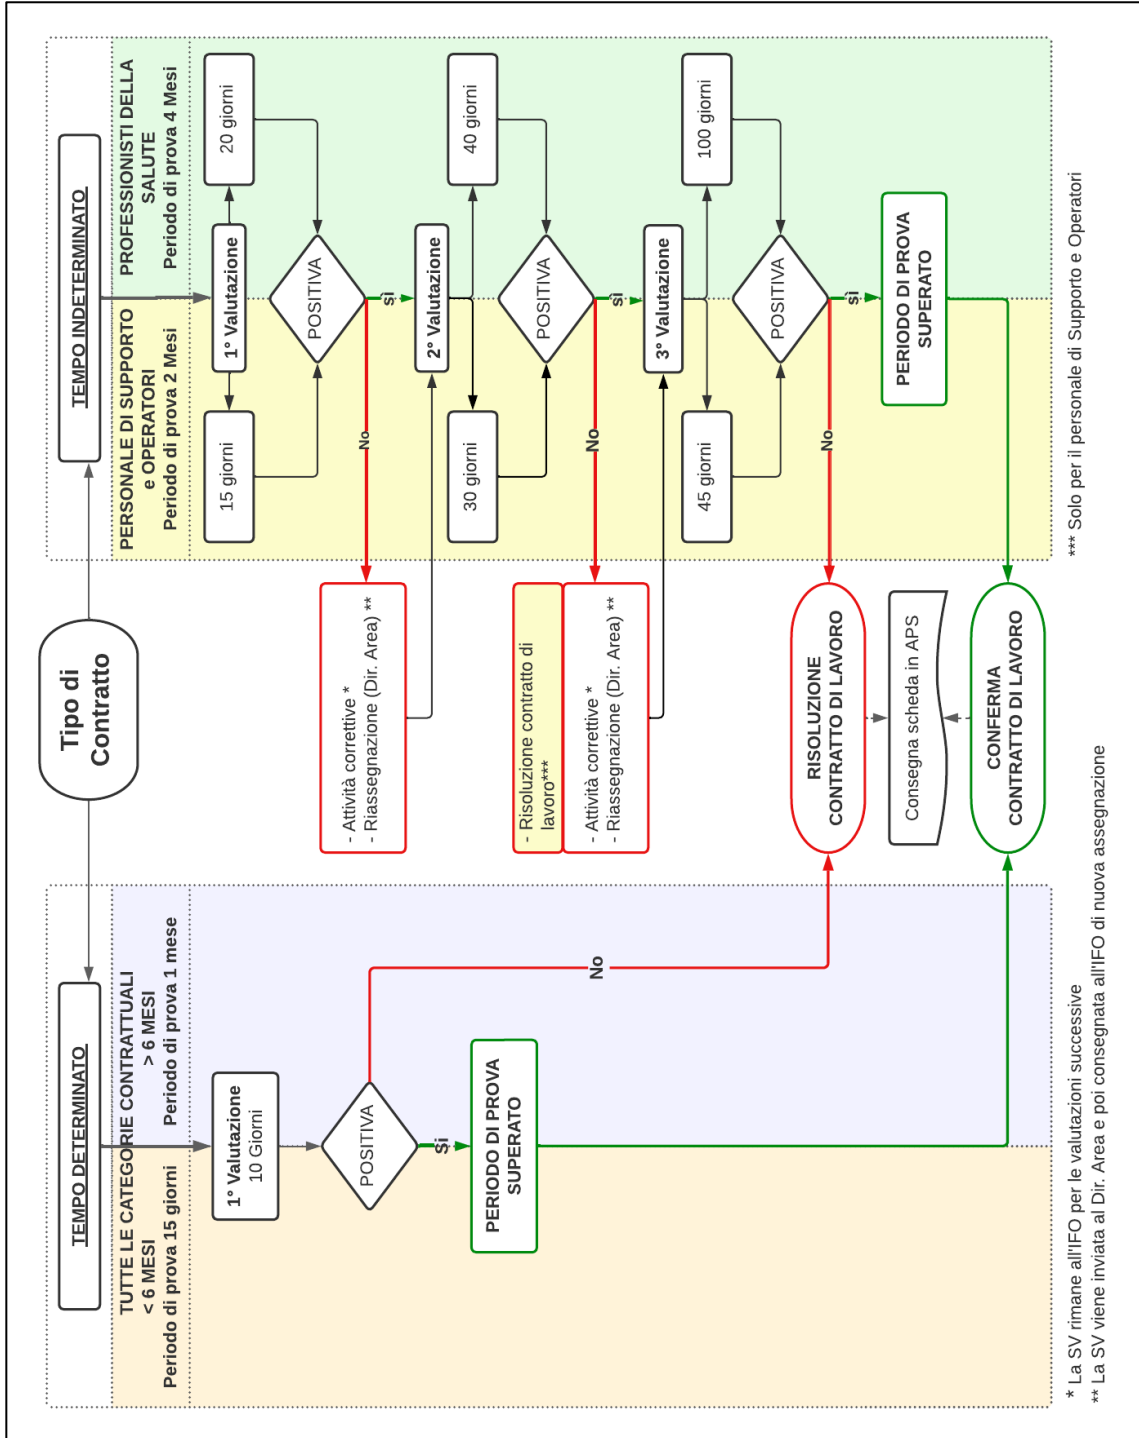 Tipo di
Contratto
TEMPO DETERMINATO
TUTTE LE CATEGORIE CONTRATTUALI
< 6 MESI
> 6 MESI
Periodo di prova 15 giorni
Periodo di prova 1 mese
1° Valutazione
10 Giorni
POSITIVA
Sì
No
PERIODO DI PROVA
SUPERATO
TEMPO INDETERMINATO
PERSONALE DI SUPPORTO
e OPERATORI
Periodo di prova 2 Mesi
PROFESSIONISTI DELLA
SALUTE
Periodo di prova 4 Mesi
15 giorni
1° Valutazione
20 giorni
POSITIVA
No
sì
- Attività correttive *
- Riassegnazione (Dir. Area) **
2° Valutazione
30 giorni
40 giorni
POSITIVA
No
sì
- Risoluzione contratto di
lavoro***
- Attività correttive *
- Riassegnazione (Dir. Area) **
3° Valutazione
45 giorni
100 giorni
POSITIVA
No
sì
RISOLUZIONE
CONTRATTO DI LAVORO
PERIODO DI PROVA
SUPERATO
Consegna scheda in APS
CONFERMA
CONTRATTO DI LAVORO
* La SV rimane all'IFO per le valutazioni successive
** La SV viene inviata al Dir. Area e poi consegnata all'IFO di nuova assegnazione
*** Solo per il personale di Supporto e Operatori